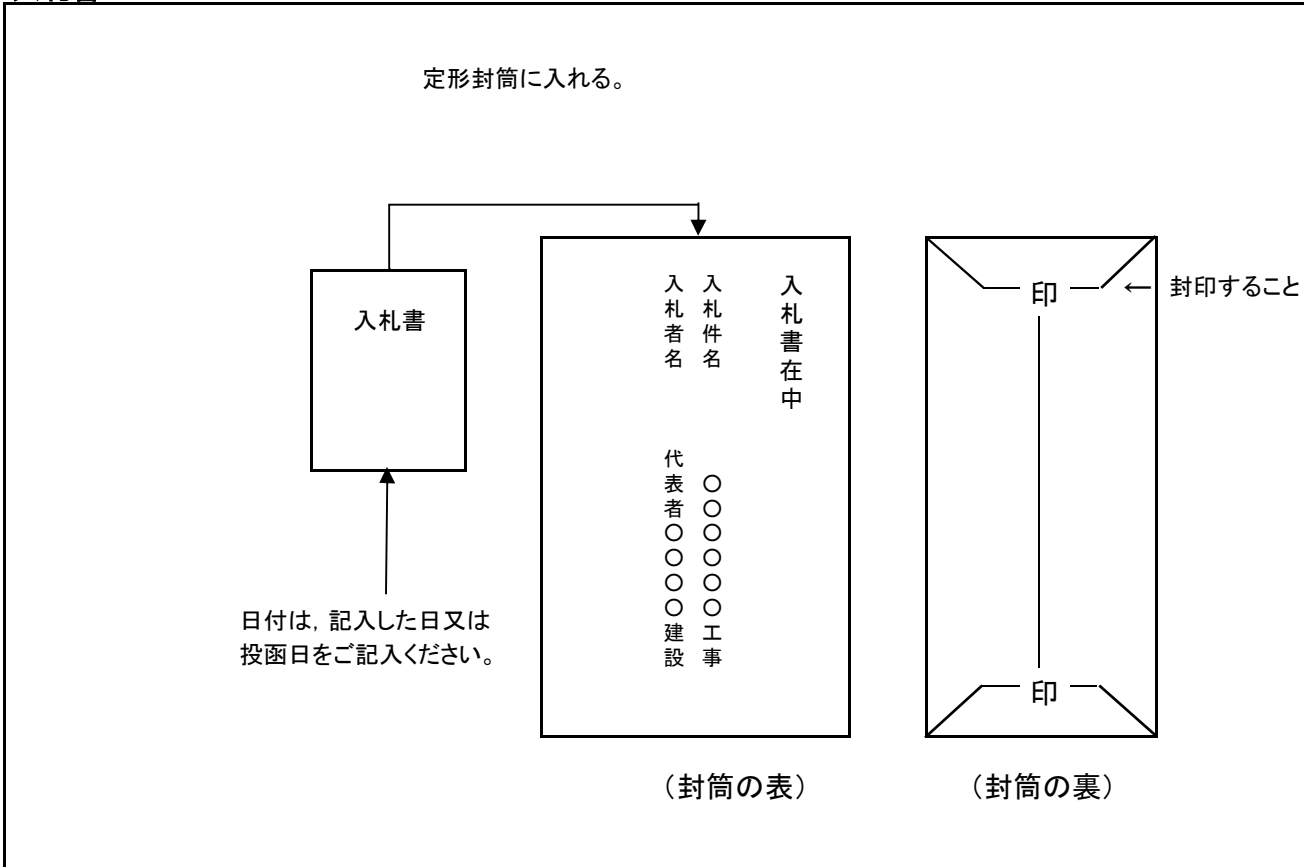 定形封筒に入れる。
入札書
入札書在中
入札件名 〇〇〇〇〇〇工事
入札者名 代表者〇〇〇〇建設
印
← 封印すること
印
日付は，記入した日又は
投函日をご記入ください。
（封筒の表）
（封筒の裏）